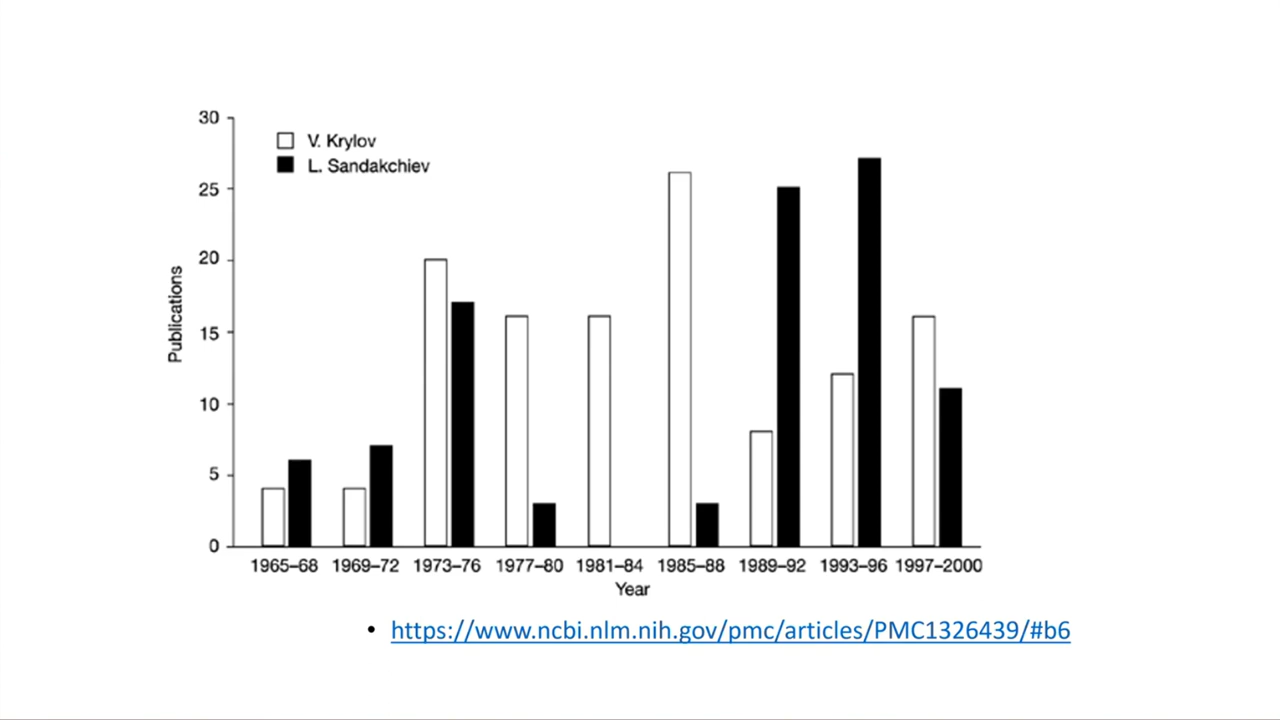 30
V. Krylov
L. Sandakchiev
25
20
Publications
15
10
5
0
1965–68 1969–72 1973–76 1977–80 1981–84 1985–88 1989–92 1993–96 1997–2000
Year
• https://www.ncbi.nlm.nih.gov/pmc/articles/PMC1326439/#b6